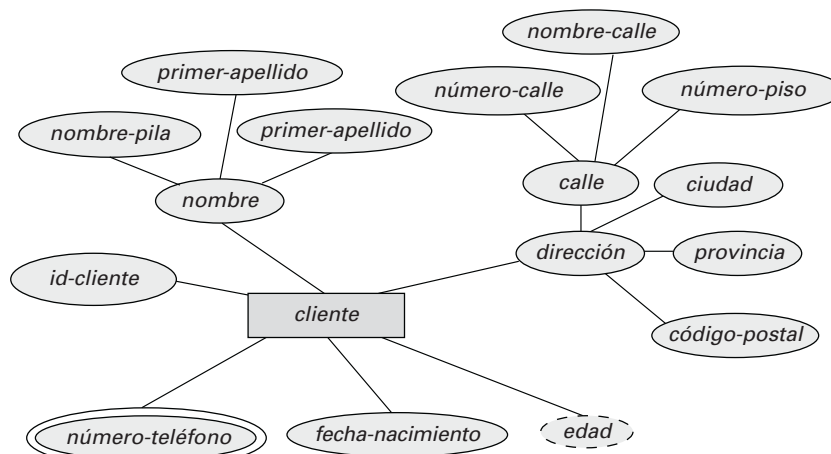 nombre-calle
primer-apellido
número-calle
número-piso
nombre-pila
primer-apellido
calle
ciudad
nombre
dirección
provincia
id-cliente
cliente
código-postal
número-teléfono
fecha-nacimiento
edad